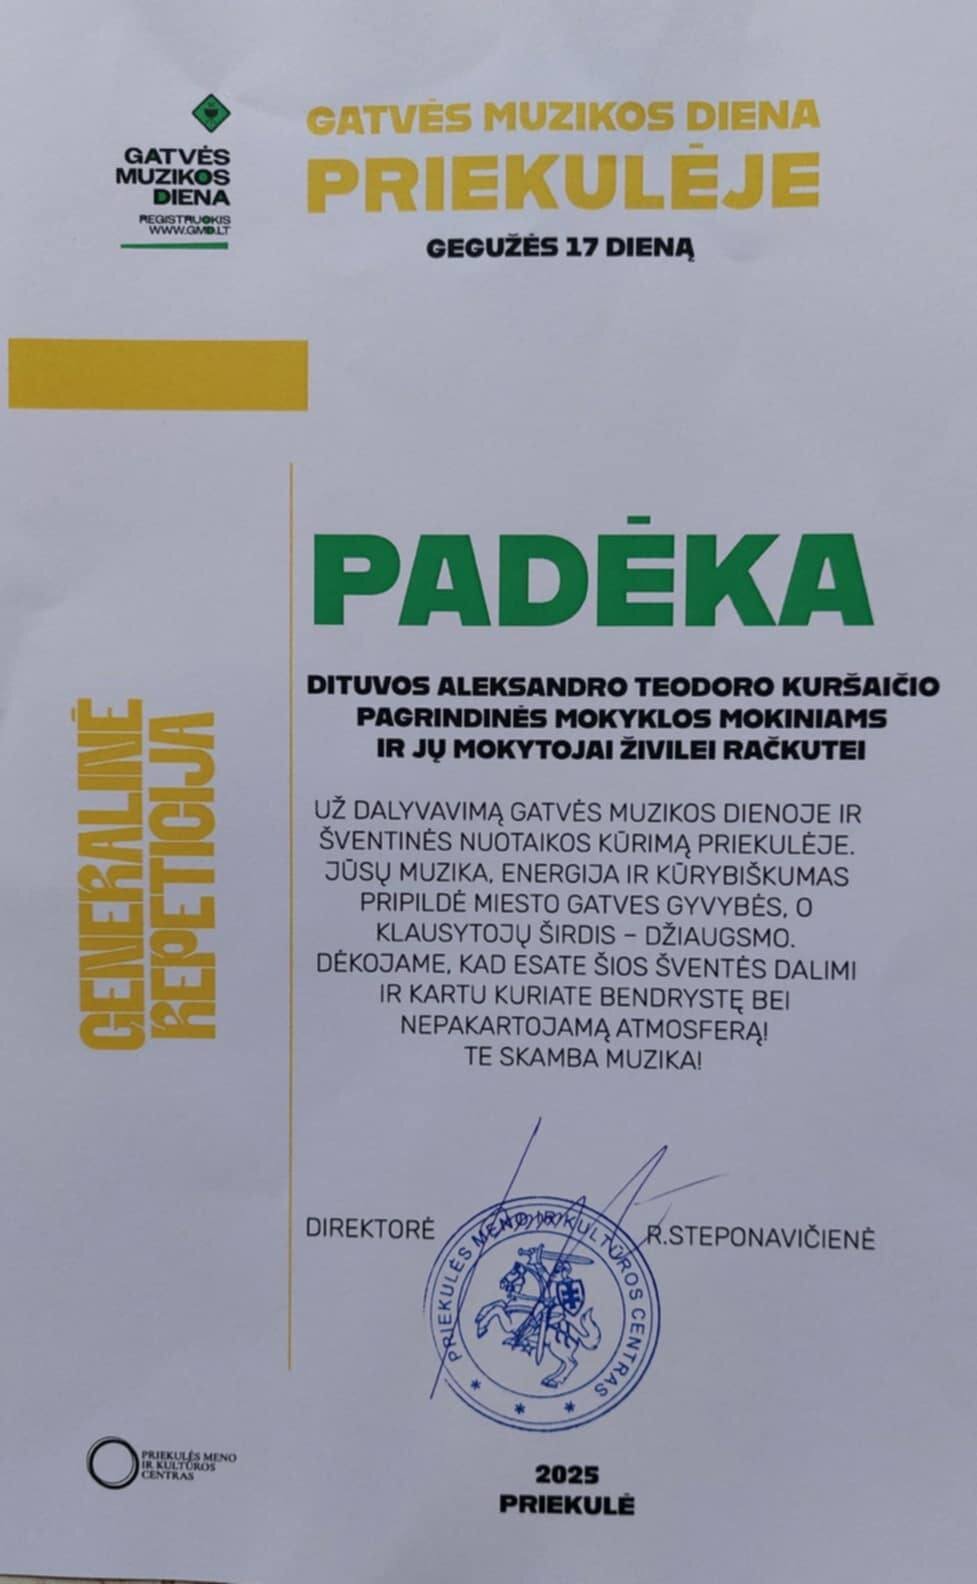 GATVĖS
MUZIKOS
DIENA
REGISTRUOKIS
WWW.GMD.LT
GATVĖS MUZIKOS DIENA
PRIEKULĖJE
GEGUŽĖS 17 DIENĄ
GENERALINĖ
REPETICIJA
PADĖKA
DITUVOS ALEKSANDRO TEODORO KURŠAIČIO
PAGRINDINĖS MOKYKLOS MOKINIAMS
IR JŲ MOKYTOJAI ŽIVILEI RAČKUTEI
UŽ DALYVAVIMĄ GATVĖS MUZIKOS DIENOJE IR
ŠVENTINĖS NUOTAIKOS KŪRIMĄ PRIEKULĖJE.
JŪSŲ MUZIKA, ENERGIJA IR KŪRYBIŠKUMAS
PRIPILDĖ MIESTO GATVES GYVYBĖS, O
KLAUSYTOJŲ ŠIRDIS – DŽIAUGSMO.
DĖKOJAME, KAD ESATE ŠIOS ŠVENTĖS DALIMI
IR KARTU KURIATE BENDRYSTĘ BEI
NEPAKARTOJAMĄ ATMOSFERĄ!
TE SKAMBA MUZIKA!
DIREKTORĖ
R.STEPONAVIČIENĖ
PRIEKULĖS MENO IR KULTŪROS CENTRAS
PRIEKULĖS MENO
IR KULTŪROS
CENTRAS
2025
PRIEKULĖ